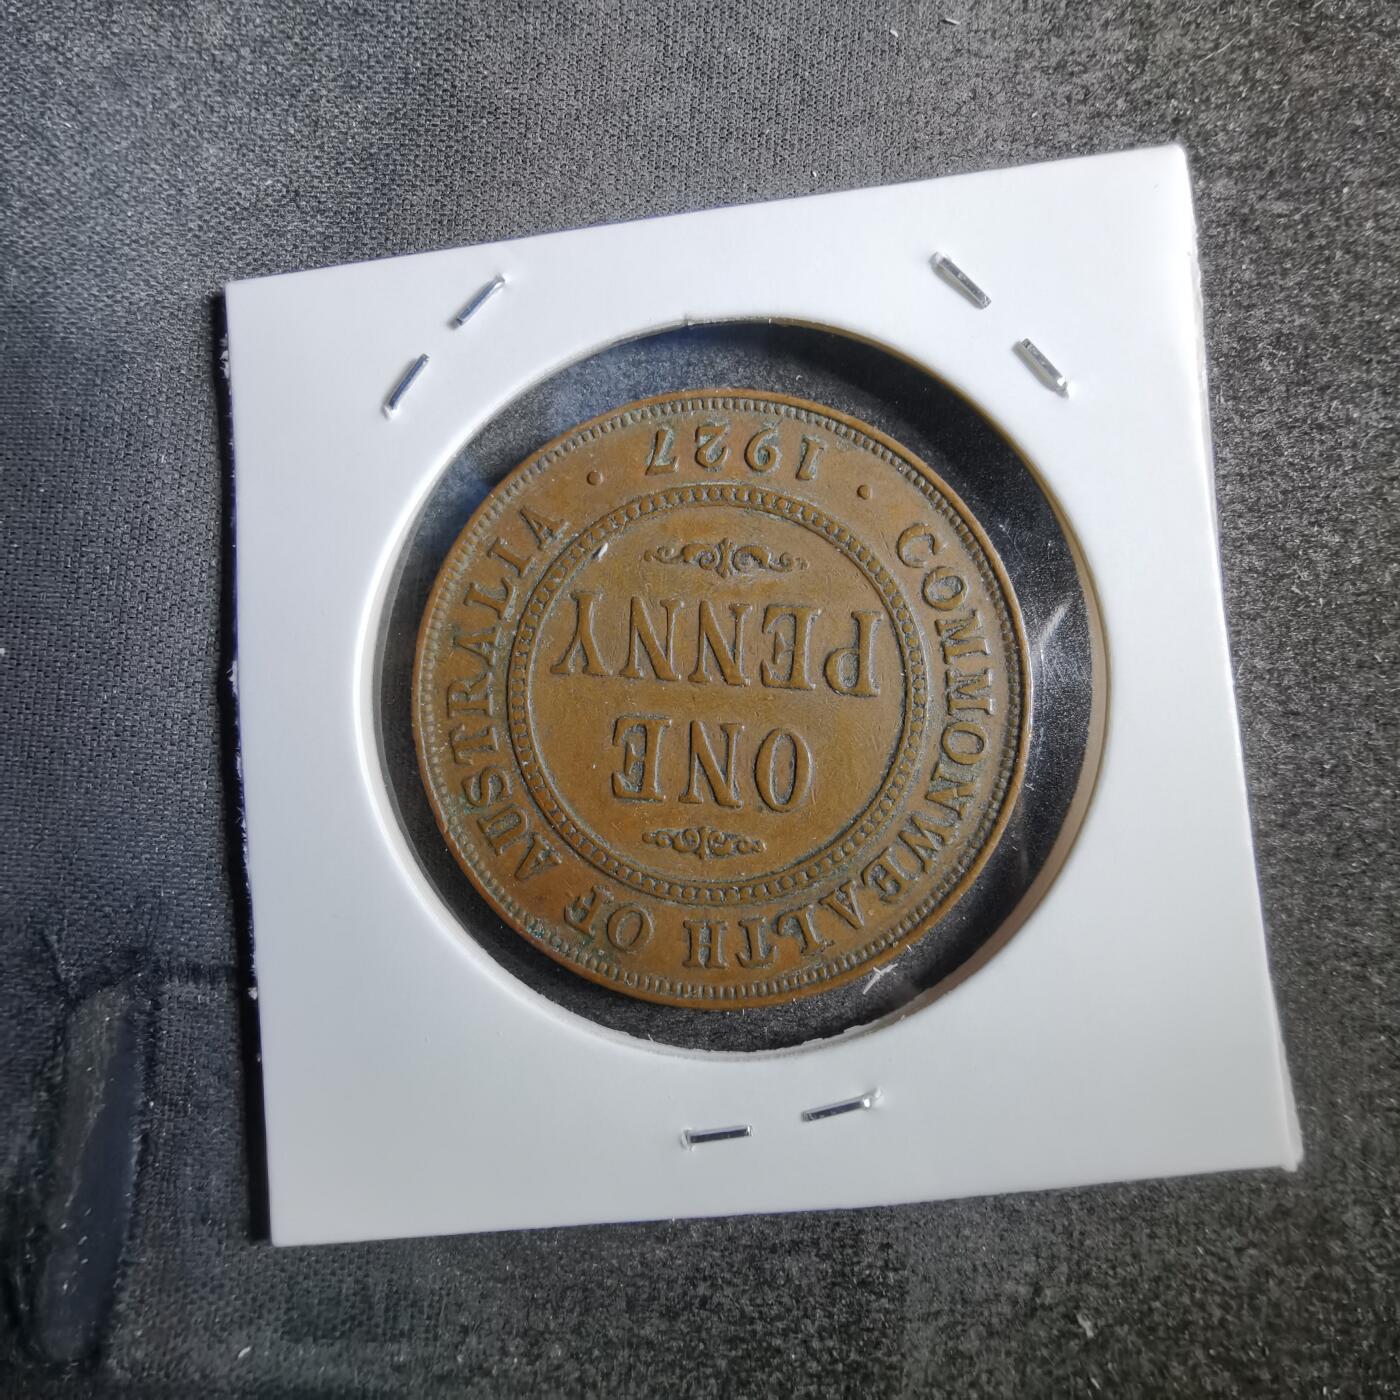 COMMONWEALTH OF AUSTRALIA
ONE
PENNY
· 1927 ·